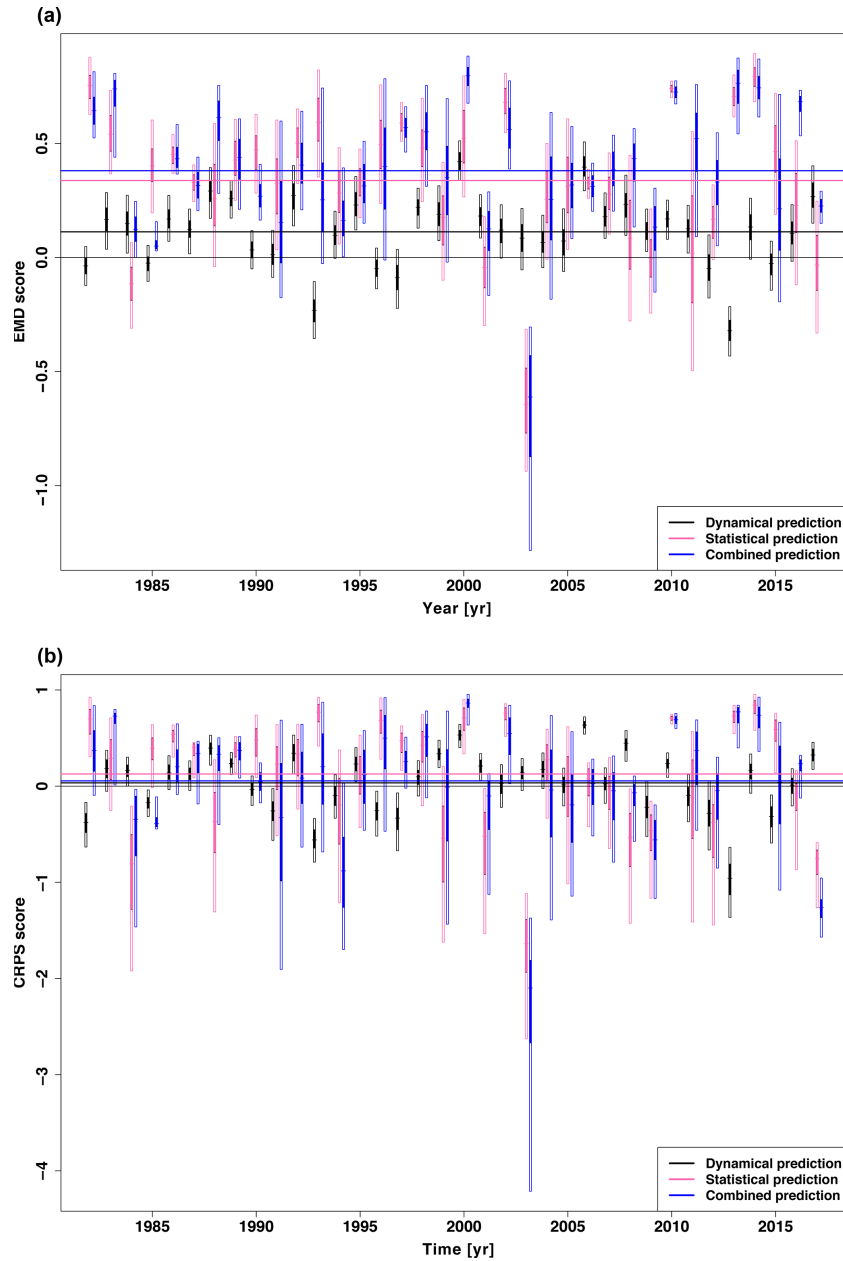 (a)
EMD score
0.5
0.0
−0.5
−1.0
Dynamical prediction
Statistical prediction
Combined prediction
1985 1990 1995 2000 2005 2010 2015
Year [yr]
(b)
CRPS score
1
0
−1
−2
−3
−4
Dynamical prediction
Statistical prediction
Combined prediction
1985 1990 1995 2000 2005 2010 2015
Time [yr]